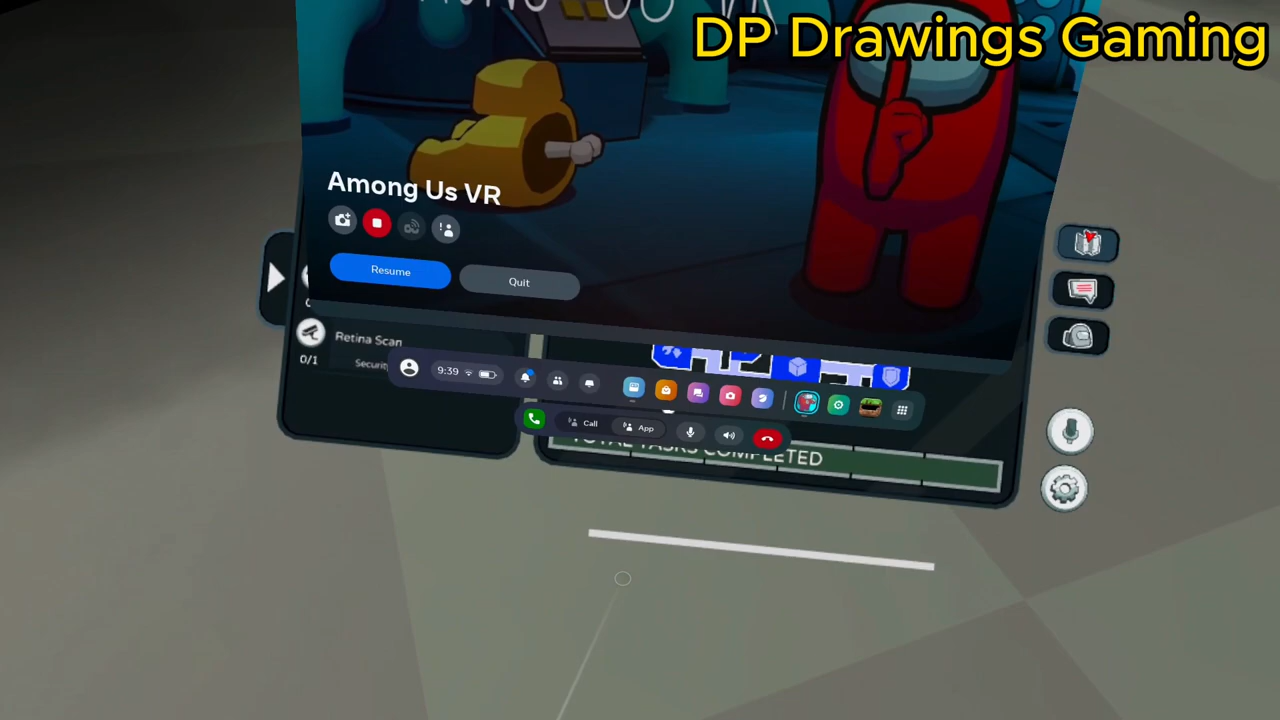 DP Drawings Gaming
Among Us VR
Resume
Quit
Retina Scan
0/1
9:39
Call
App
TOTAL TASKS COMPLETED